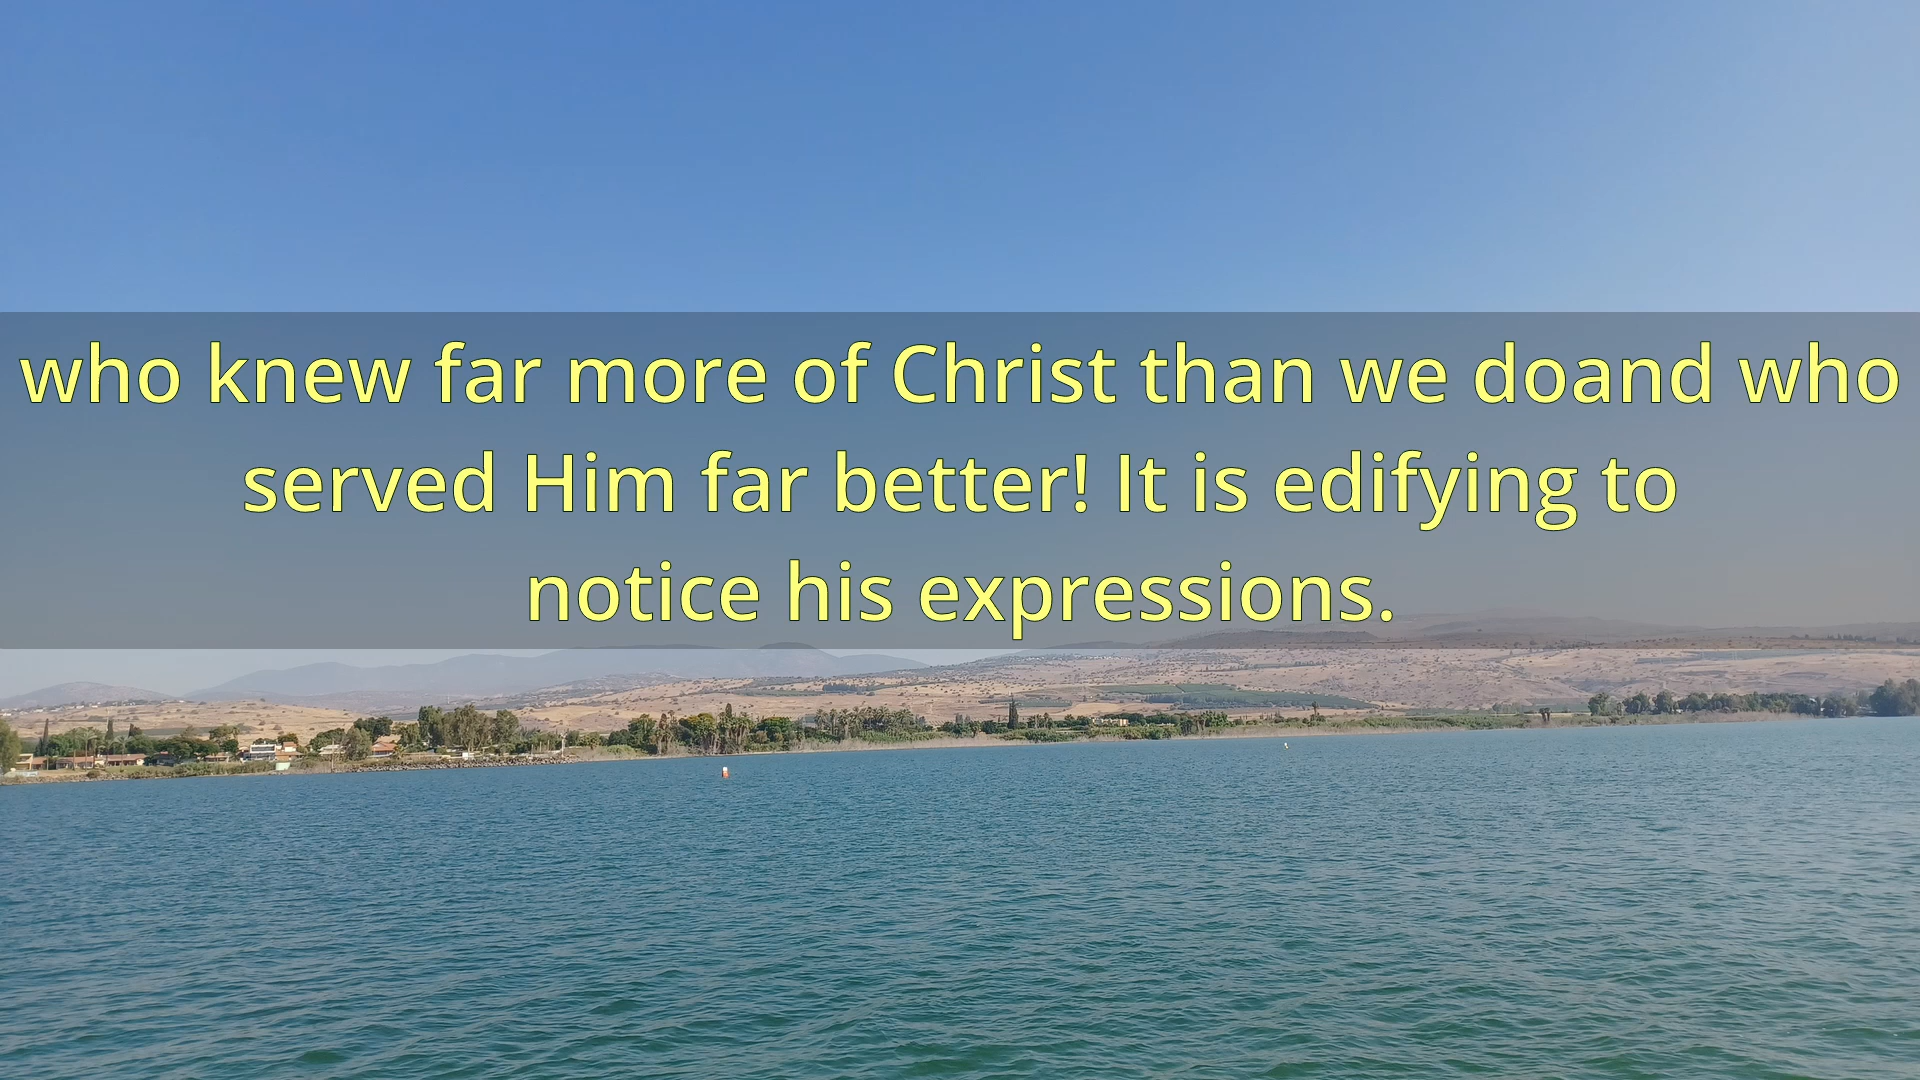 who knew far more of Christ than we doand who
served Him far better! It is edifying to
notice his expressions.